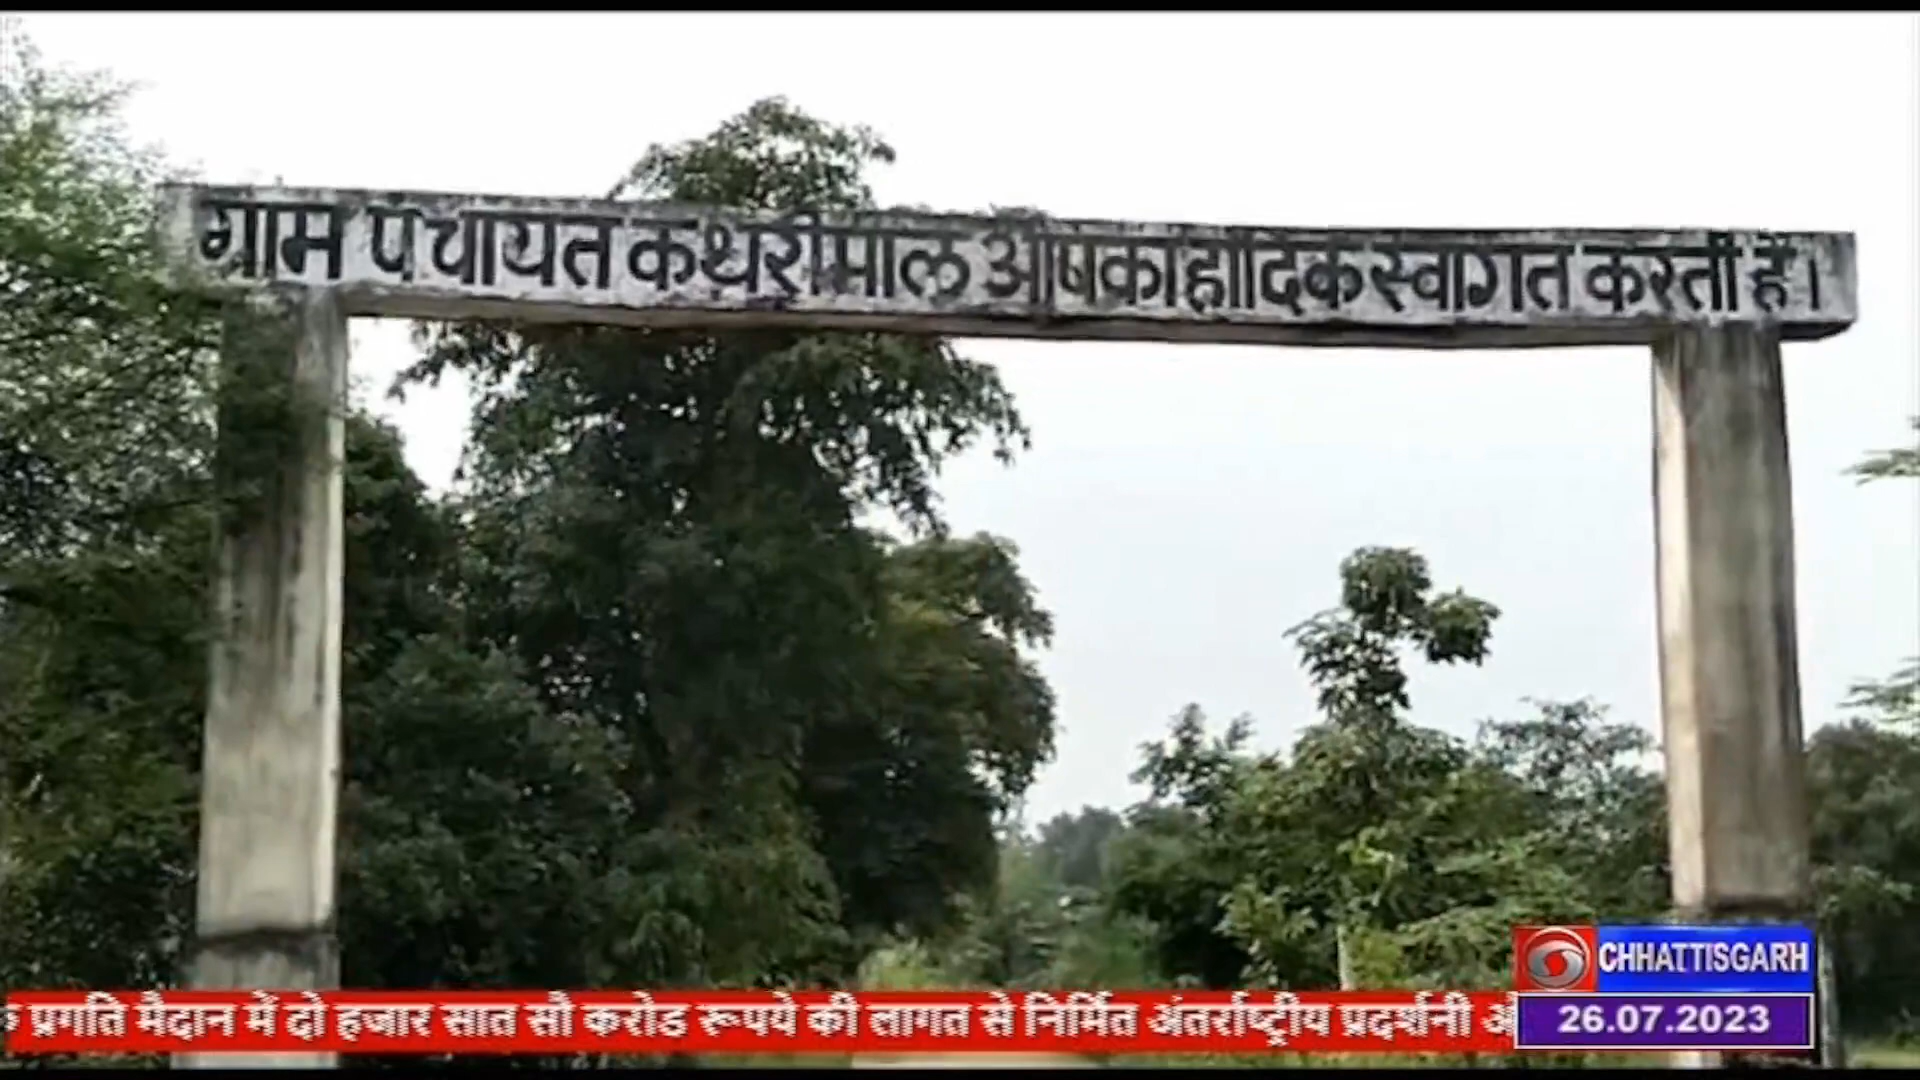 ग्राम पंचायत कथरीमाल आपका हार्दिक स्वागत करती है।
CHHATTISGARH
प्रगति मैदान में दो हजार सात सौ करोड रूपये की लागत से निर्मित अंतर्राष्ट्रीय प्रदर्शनी
26.07.2023